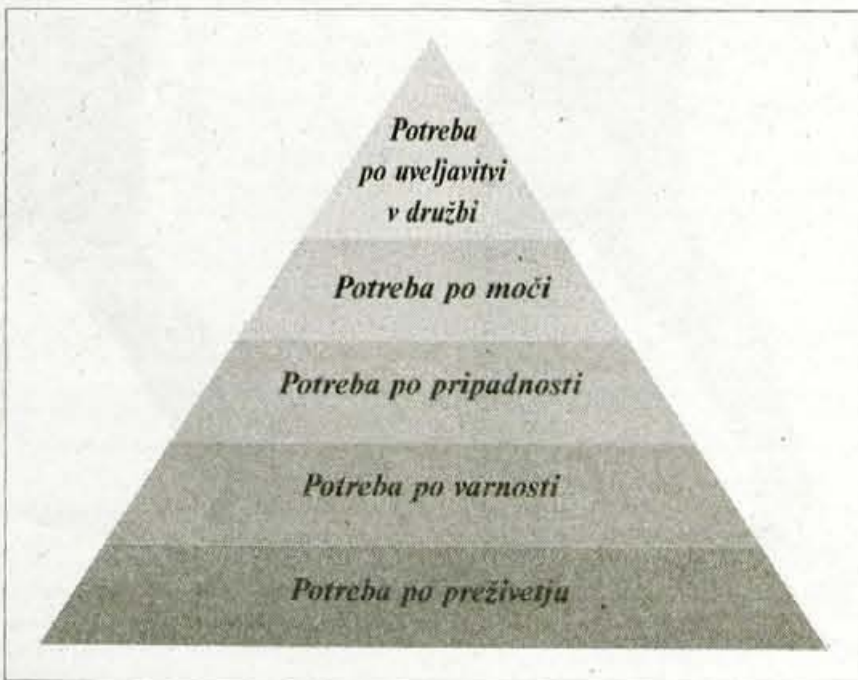 Potreba
po uveljavitvi
v družbi
Potreba po moči
Potreba po pripadnosti
Potreba po varnosti
Potreba po preživetju